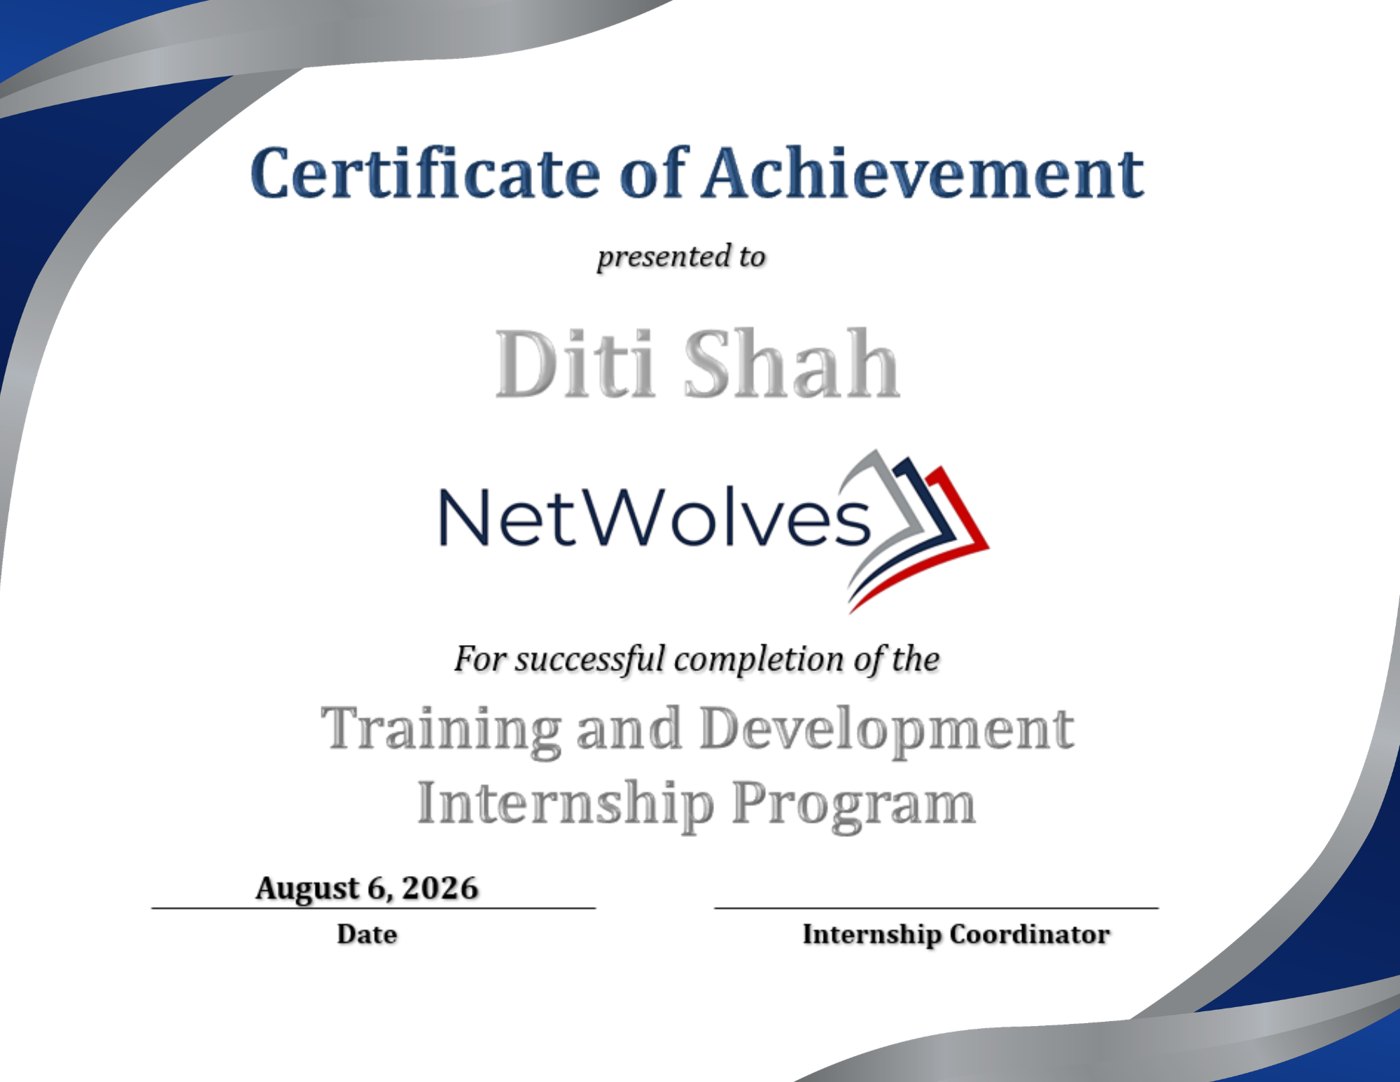 Certificate of Achievement
presented to
Diti Shah
NetWolves
For successful completion of the
Training and Development
Internship Program
August 6, 2026
Date
Internship Coordinator